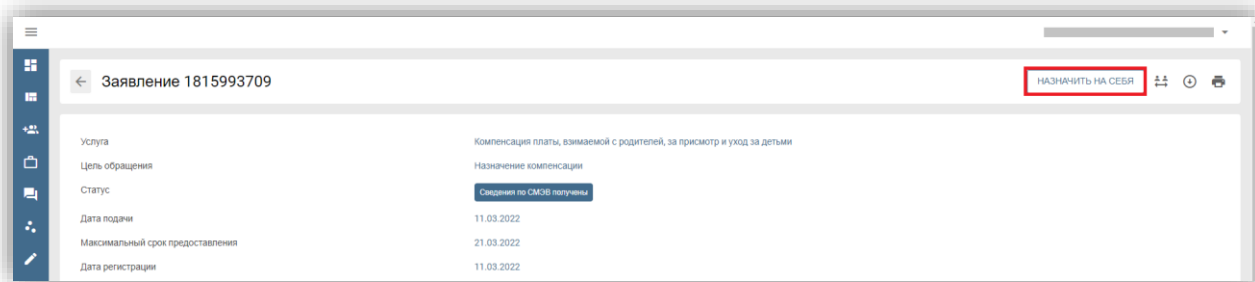 Заявление 1815993709
НАЗНАЧИТЬ НА СЕБЯ
Услуга Компенсация платы, взимаемой с родителей, за присмотр и уход за детьми
Цель обращения Назначение компенсации
Статус Сведения по СМЭВ получены
Дата подачи 11.03.2022
Максимальный срок предоставления 21.03.2022
Дата регистрации 11.03.2022